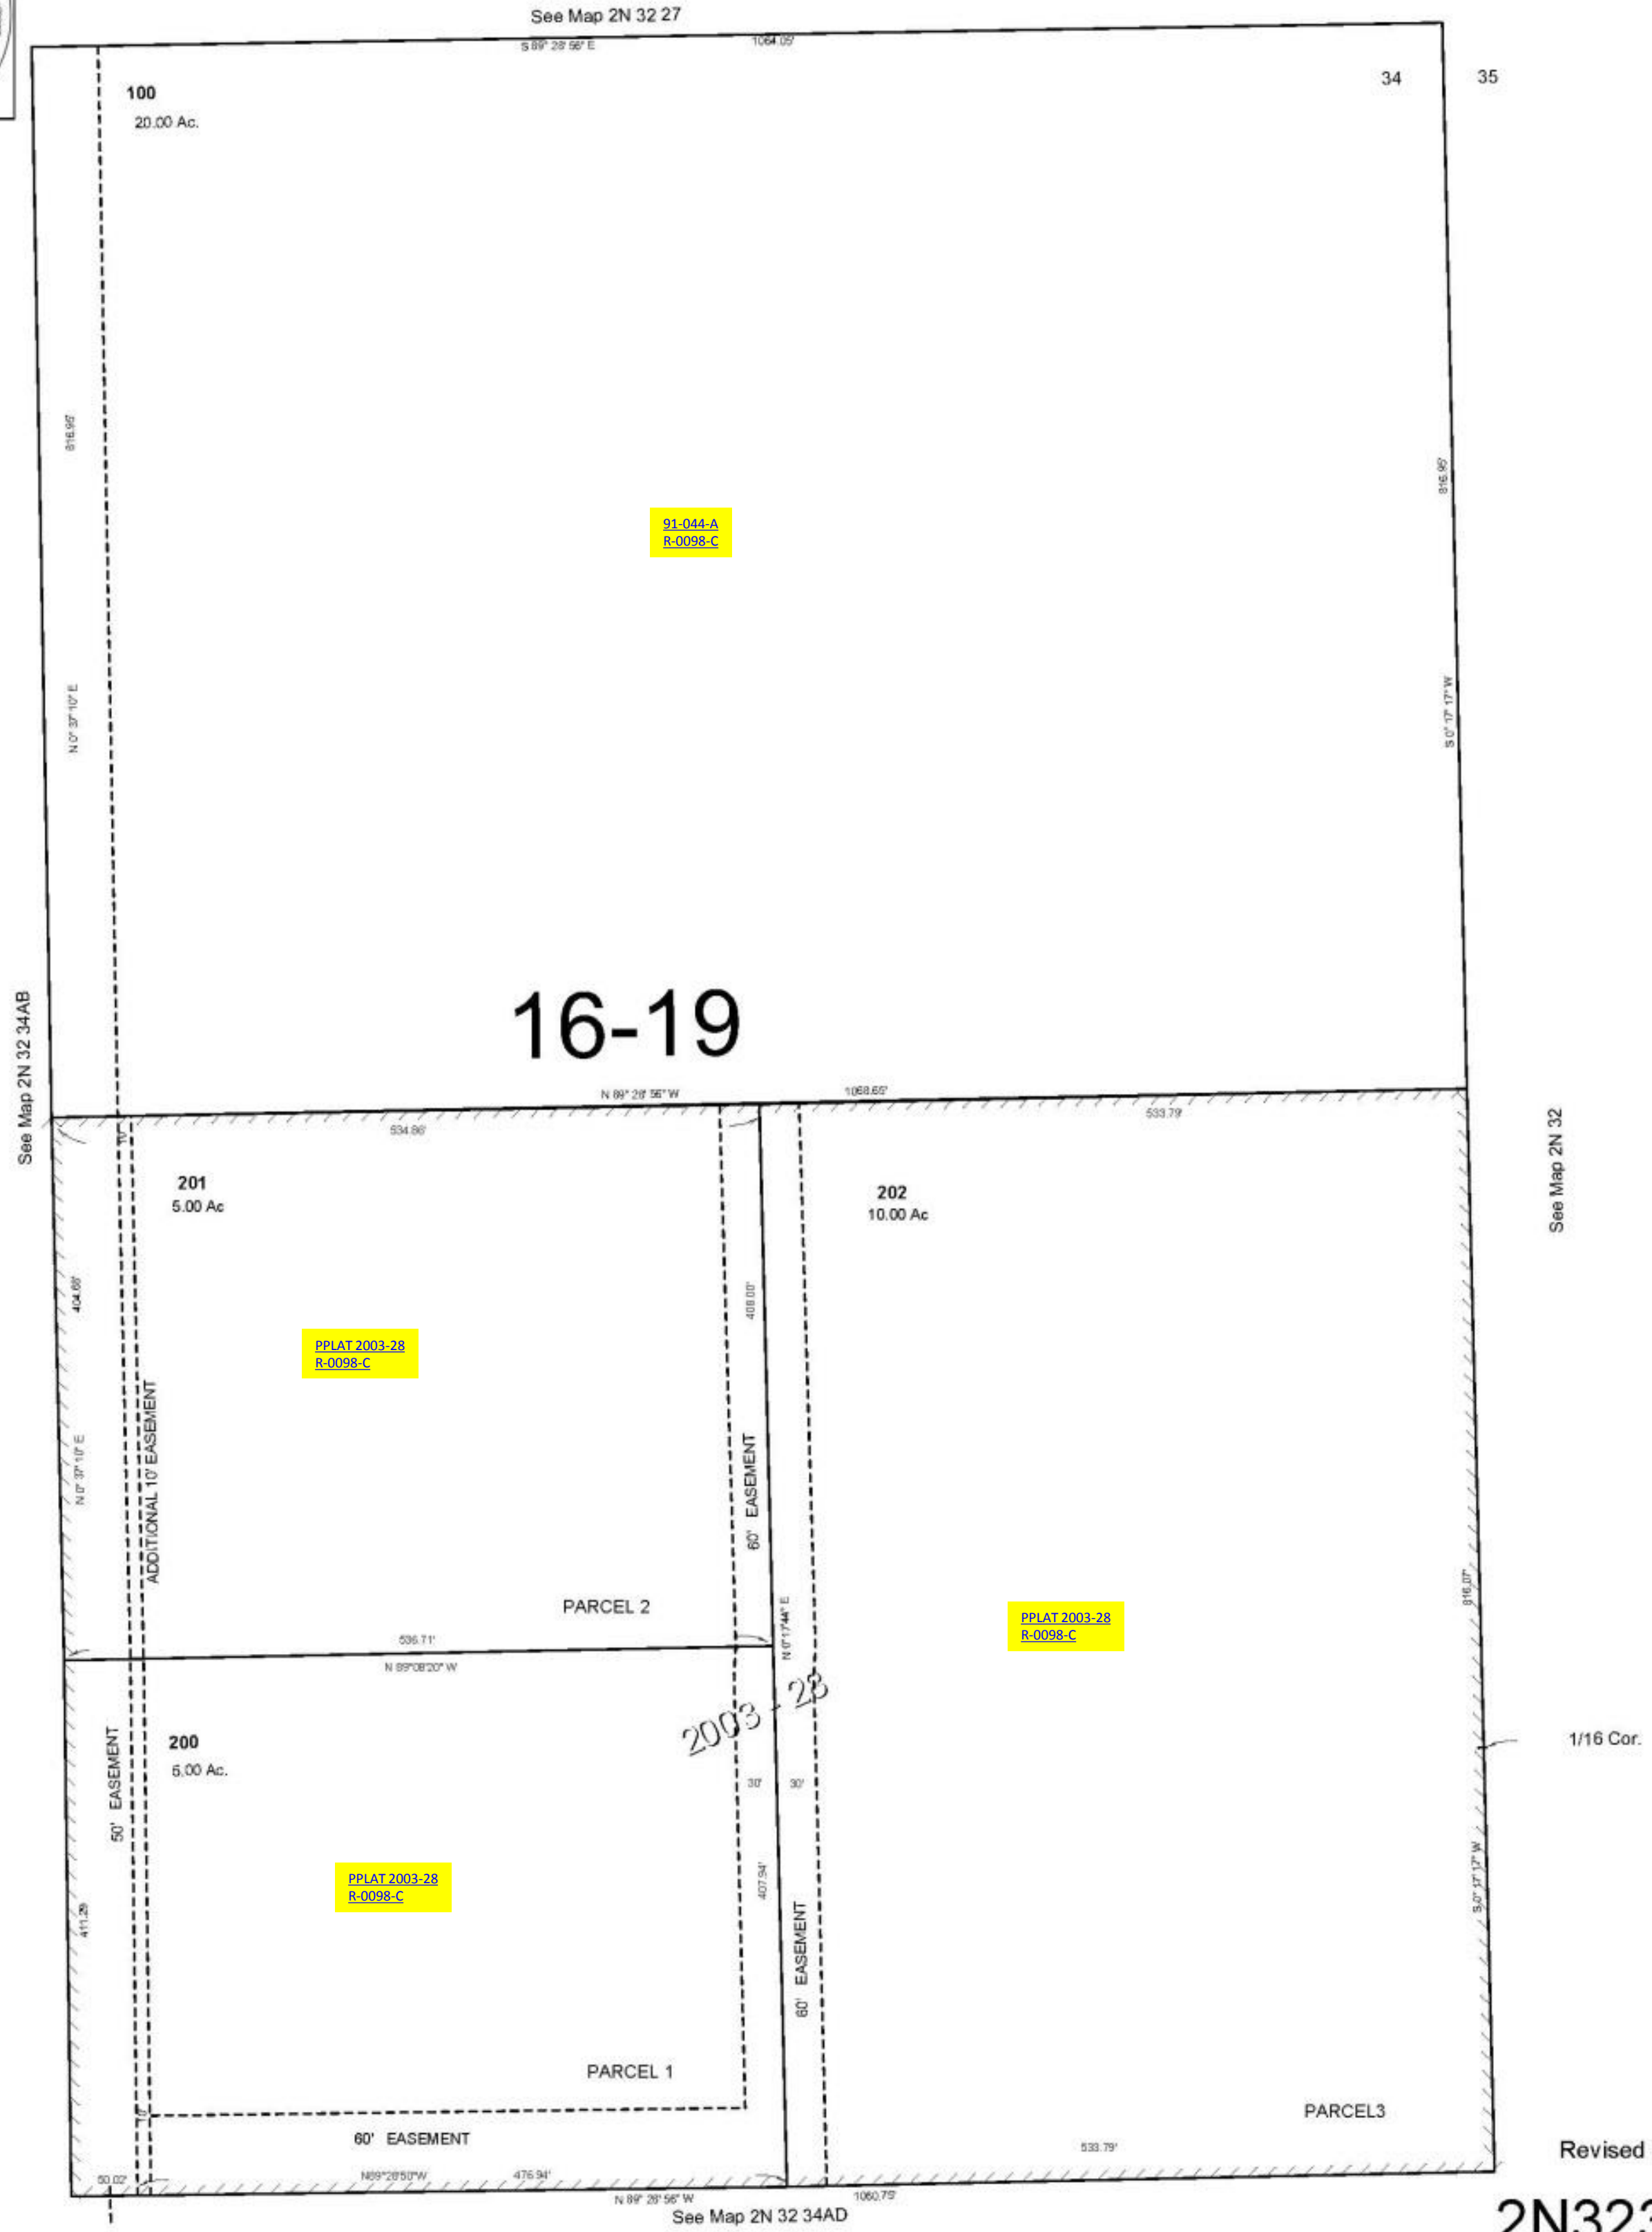 See Map 2N 32 27
S 89° 28' 56" E
1064.05'
34
35
100
20.00 Ac.
816.95'
816.95'
91-044-A
R-0098-C
N 0° 37' 10" E
S 0° 17' 17" W
See Map 2N 32 34AB
16-19
N 89° 28' 56" W
1068.65'
534.86'
533.79'
10'
See Map 2N 32
201
5.00 Ac
202
10.00 Ac
404.68'
408.00'
PPLAT 2003-28
R-0098-C
N 0° 37' 10" E
ADDITIONAL 10' EASEMENT
60' EASEMENT
PARCEL 2
N 0°17'44" E
PPLAT 2003-28
R-0098-C
816.07'
536.71'
N 89°08'20" W
2003 - 28
200
5.00 Ac.
50' EASEMENT
30'
30'
1/16 Cor.
PPLAT 2003-28
R-0098-C
407.94'
411.29
60' EASEMENT
S 0° 17' 17" W
PARCEL 1
PARCEL3
10'
60' EASEMENT
533.79'
Revised
50.02'
N89°28'50"W
476.94'
N 89° 28' 56" W
1060.75'
See Map 2N 32 34AD
2N323